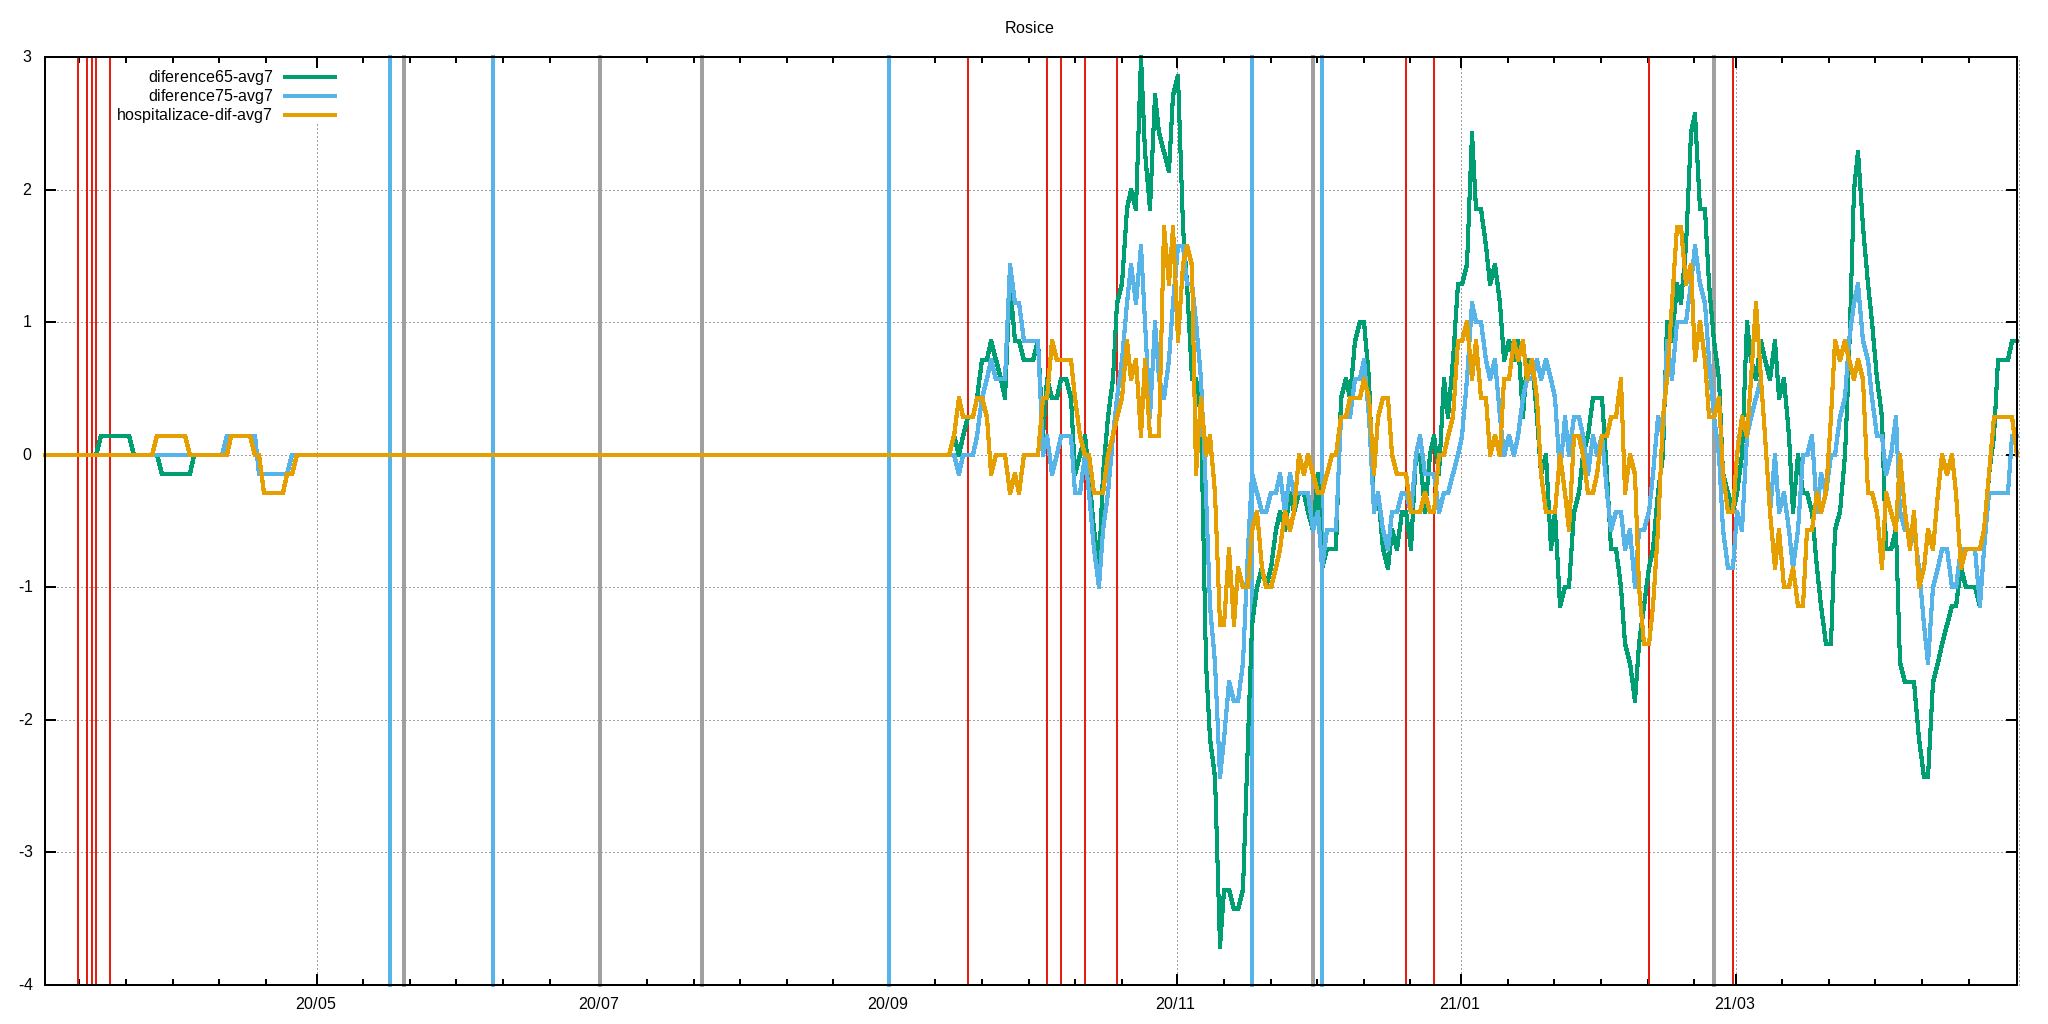 Rosice
diference65-avg7
diference75-avg7
hospitalizace-dif-avg7
3
2
1
0
-1
-2
-3
-4
20/05 20/07 20/09 20/11 21/01 21/03